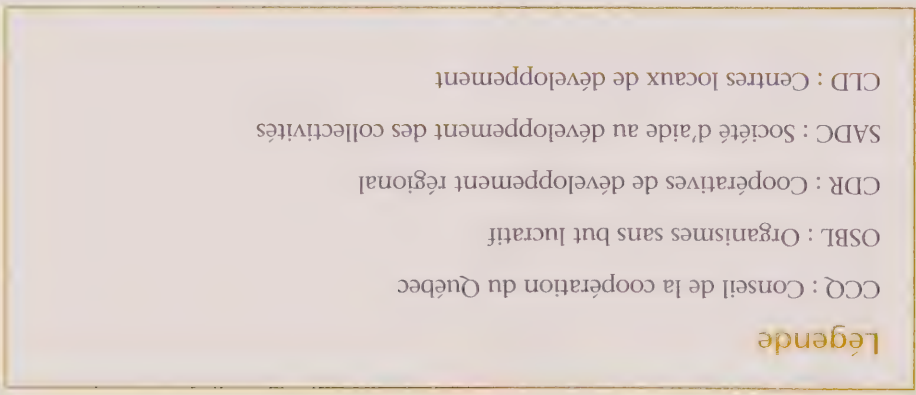 Légende
CCQ : Conseil de la coopération du Québec
OSBL : Organismes sans but lucratif
CDR : Coopératives de développement régional
SADC : Société d'aide au développement des collectivités
CLD : Centres locaux de développement